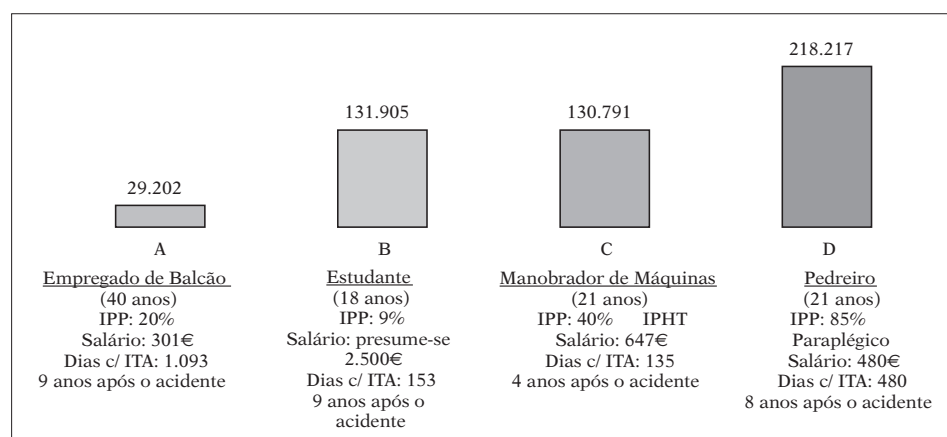 29.202
A
Empregado de Balcão
(40 anos)
IPP: 20%
Salário: 301€
Dias c/ ITA: 1.093
9 anos após o acidente
131.905
B
Estudante
(18 anos)
IPP: 9%
Salário: presume-se
2.500€
Dias c/ ITA: 153
9 anos após o
acidente
130.791
C
Manobrador de Máquinas
(21 anos)
IPP: 40% IPHT
Salário: 647€
Dias c/ ITA: 135
4 anos após o acidente
218.217
D
Pedreiro
(21 anos)
IPP: 85%
Paraplégico
Salário: 480€
Dias c/ ITA: 480
8 anos após o acidente